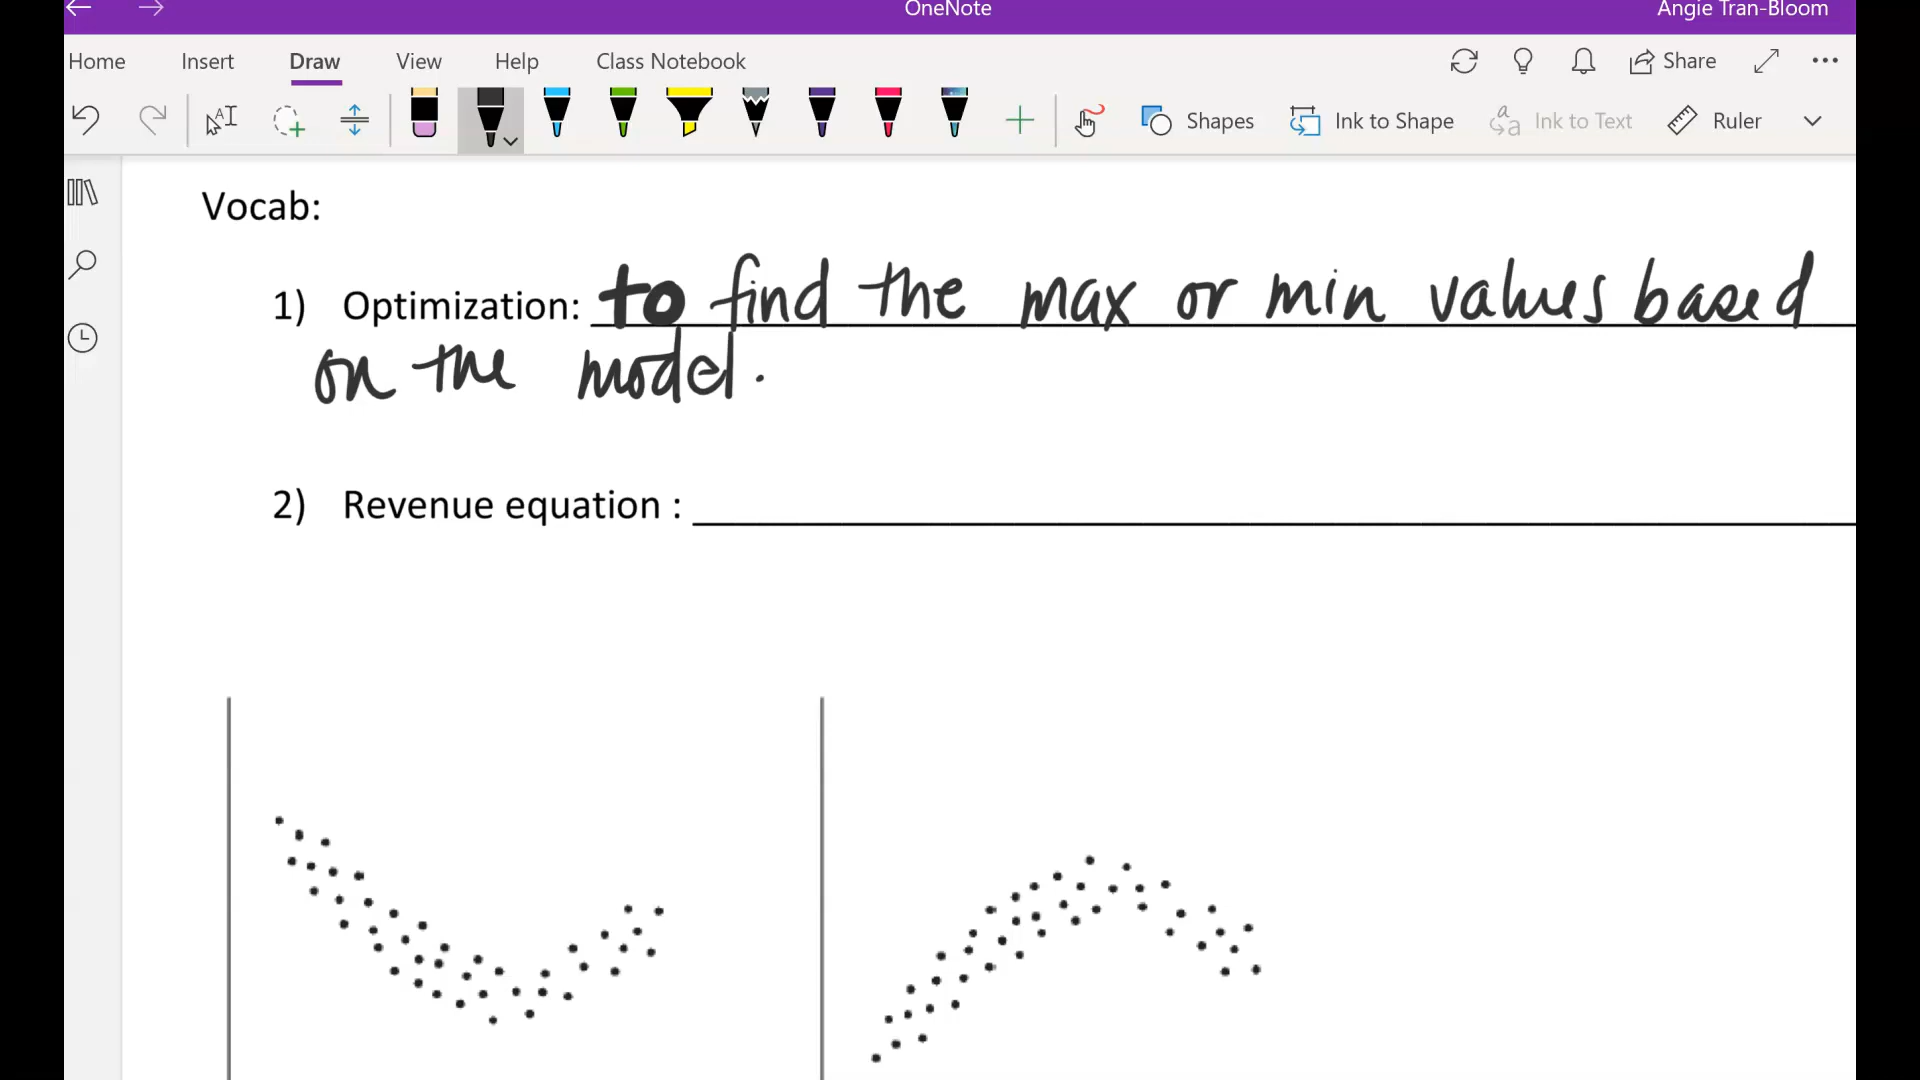 OneNote
Angie Tran-Bloom
Home Insert Draw View Help Class Notebook
Share
Shapes Ink to Shape Ink to Text Ruler
Vocab:
1) Optimization: to find the max or min values based
on the model.
2) Revenue equation :